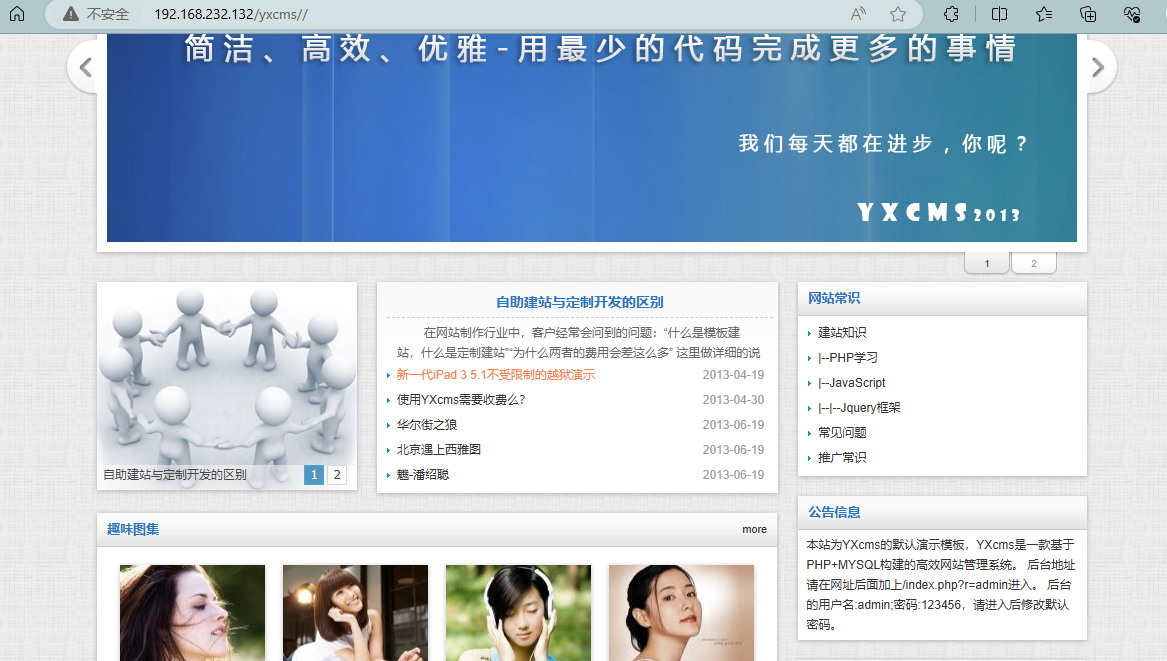 不安全 192.168.232.132/yxcms//
简洁、高效、优雅-用最少的代码完成更多的事情
我们每天都在进步，你呢？
YXCMS2013
1 2
自助建站与定制开发的区别
1 2
自助建站与定制开发的区别
在网站制作行业中，客户经常会问到的问题：“什么是模板建
站，什么是定制建站”“为什么两者的费用会差这么多” 这里做详细的说
新一代iPad 3 5.1不受限制的越狱演示 2013-04-19
使用YXcms需要收费么？ 2013-04-30
华尔街之狼 2013-06-19
北京遇上西雅图 2013-06-19
魍-潘绍聪 2013-06-19
网站常识
建站知识
|--PHP学习
|--JavaScript
|--|--Jquery框架
常见问题
推广常识
趣味图集 more
公告信息
本站为YXcms的默认演示模板，YXcms是一款基于
PHP+MYSQL构建的高效网站管理系统。 后台地址
请在网址后面加上/index.php?r=admin进入。 后台
的用户名:admin;密码:123456，请进入后修改默认
密码。